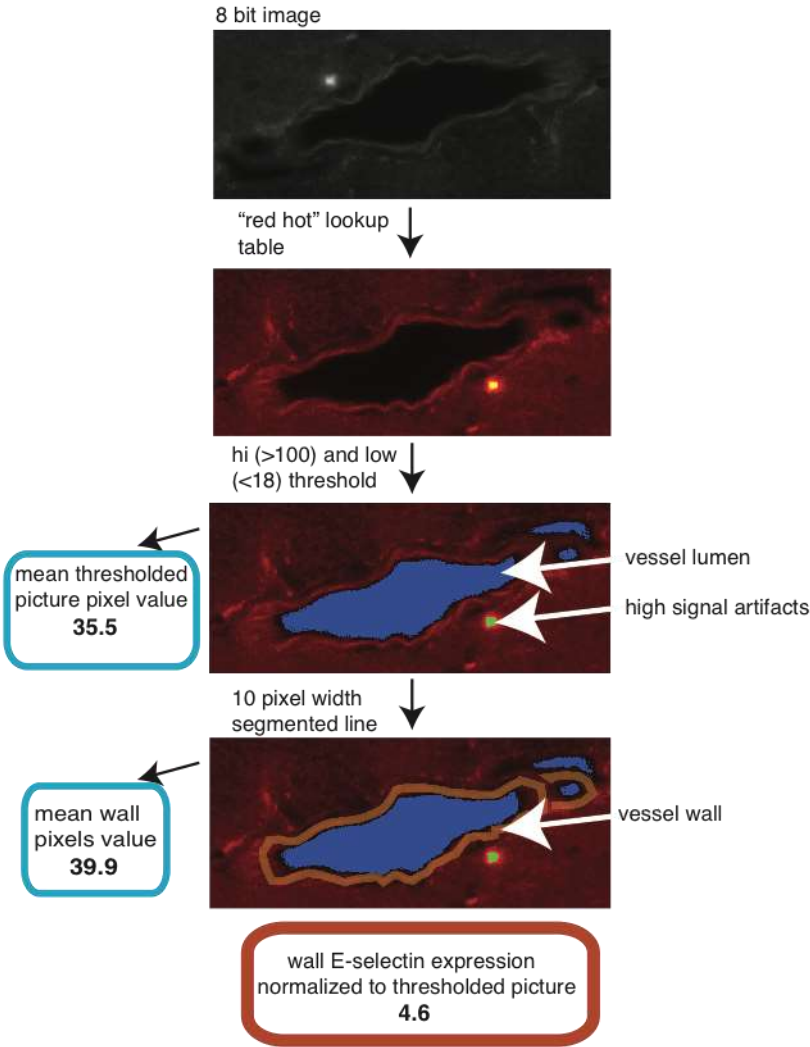 8 bit image
“red hot” lookup
table
hi (>100) and low
(<18) threshold
mean thresholded
picture pixel value
35.5
vessel lumen
high signal artifacts
10 pixel width
segmented line
mean wall
pixels value
39.9
vessel wall
wall E-selectin expression
normalized to thresholded picture
4.6